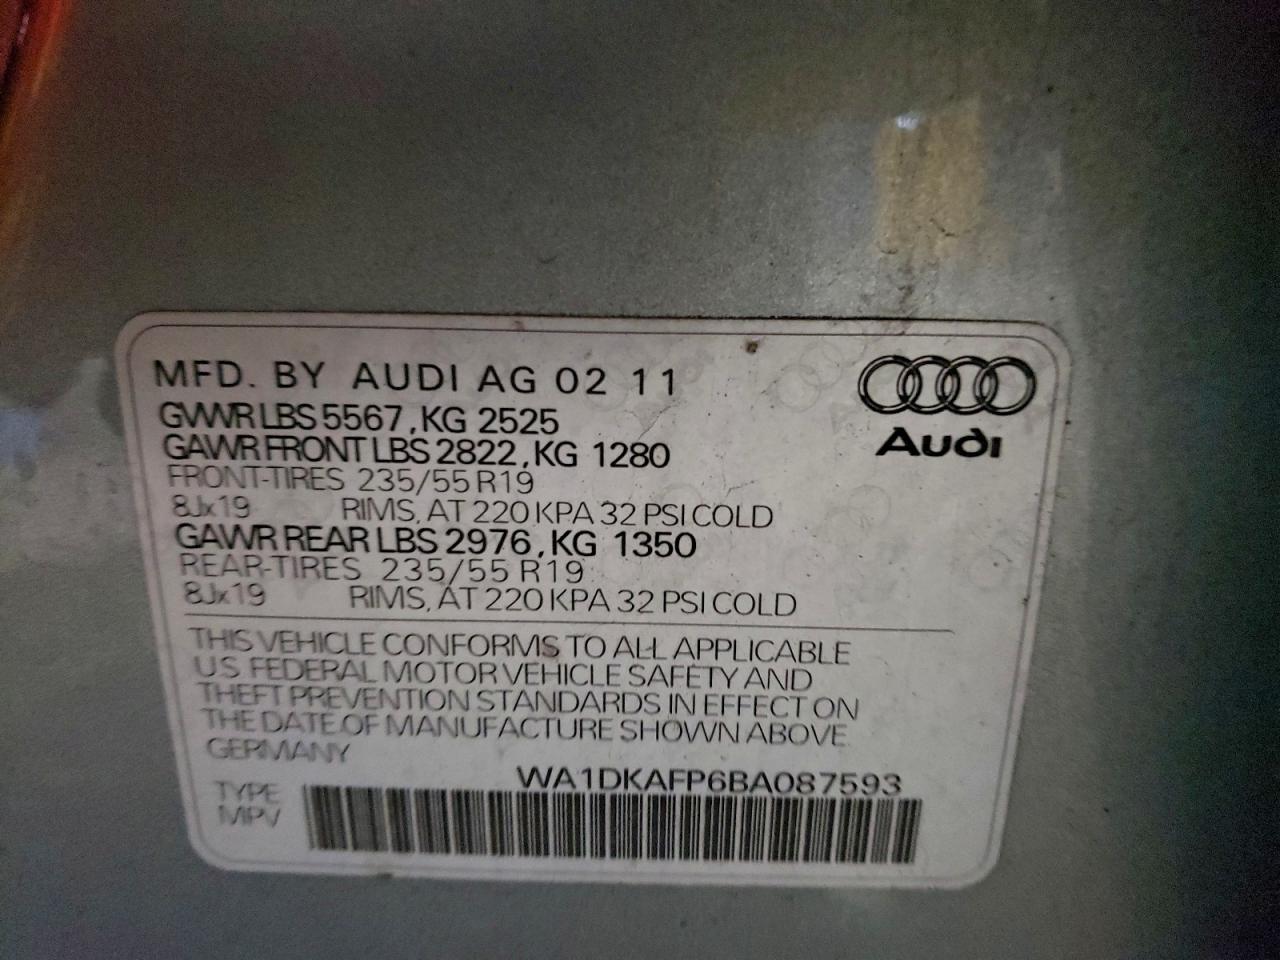 MFD. BY AUDI AG 02 11
GVWR LBS 5567, KG 2525
GAWR FRONT LBS 2822, KG 1280
FRONT-TIRES 235/55 R19
8Jx19 RIMS, AT 220 KPA 32 PSI COLD
GAWR REAR LBS 2976, KG 1350
REAR-TIRES 235/55 R19
8Jx19 RIMS, AT 220 KPA 32 PSI COLD
Audi
THIS VEHICLE CONFORMS TO ALL APPLICABLE
U.S. FEDERAL MOTOR VEHICLE SAFETY AND
THEFT PREVENTION STANDARDS IN EFFECT ON
THE DATE OF MANUFACTURE SHOWN ABOVE
GERMANY
WA1DKAFP6BA087593
TYPE
MPV